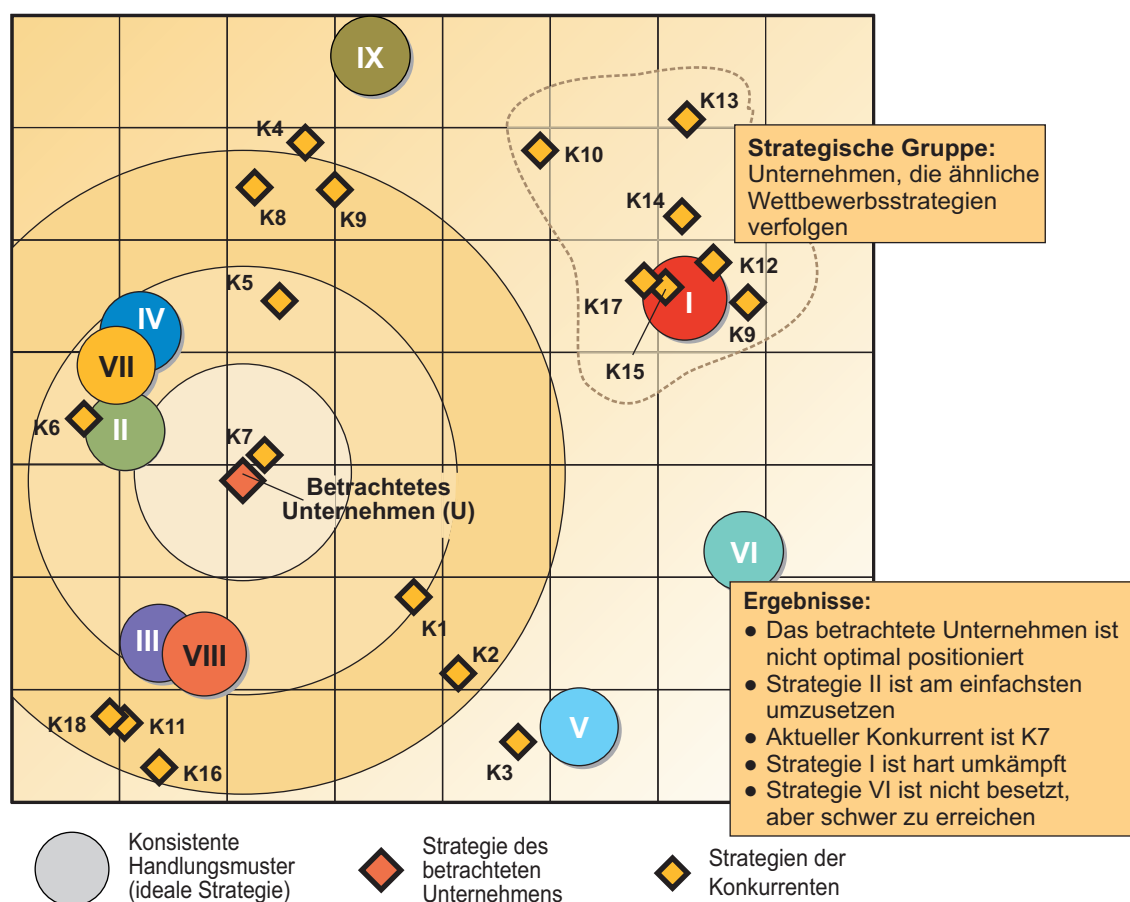 IX
K13
K4
K10
Strategische Gruppe:
Unternehmen, die ähnliche
Wettbewerbsstrategien
verfolgen
K8
K9
K14
K5
K12
K17
I
K9
IV
VII
K15
K6
II
K7
Betrachtetes
Unternehmen (U)
VI
K1
Ergebnisse:
● Das betrachtete Unternehmen ist
nicht optimal positioniert
● Strategie II ist am einfachsten
umzusetzen
● Aktueller Konkurrent ist K7
● Strategie I ist hart umkämpft
● Strategie VI ist nicht besetzt,
aber schwer zu erreichen
III
VIII
K2
K18
K11
V
K16
K3
Konsistente
Handlungsmuster
(ideale Strategie)
Strategie des
betrachteten
Unternehmens
Strategien der
Konkurrenten